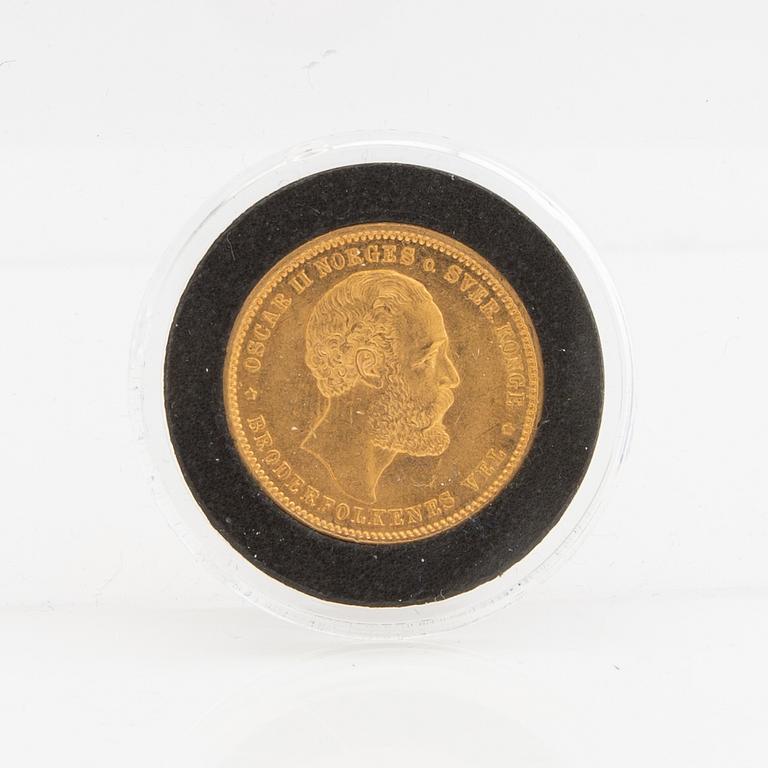 OSCAR II NORGES O. SVER. KONGE
BRODERFOLKENES VEL